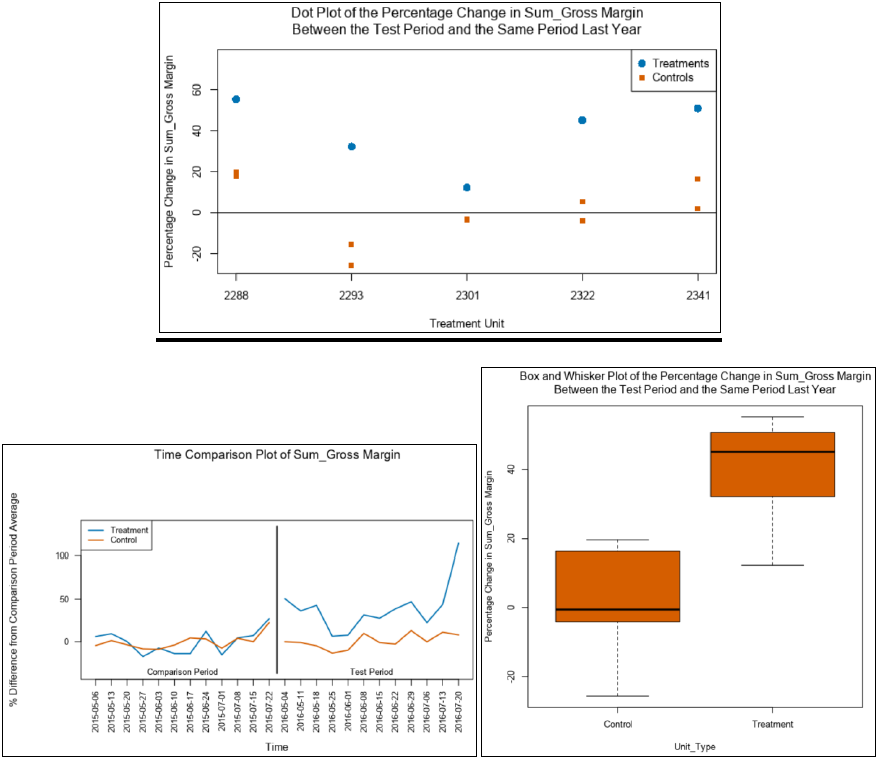 Dot Plot of the Percentage Change in Sum_Gross Margin
Between the Test Period and the Same Period Last Year
Percentage Change in Sum_Gross Margin
Treatments
Controls
60
40
20
0
-20
2288 2293 2301 2322 2341
Treatment Unit
Time Comparison Plot of Sum_Gross Margin
% Difference from Comparison Period Average
Treatment
Control
100
50
0
Comparison Period Test Period
2015-05-06 2015-05-13 2015-05-20 2015-05-27 2015-06-03 2015-06-10 2015-06-17 2015-06-24 2015-07-01 2015-07-08 2015-07-15 2015-07-22 2016-05-04 2016-05-11 2016-05-18 2016-05-25 2016-06-01 2016-06-08 2016-06-15 2016-06-22 2016-06-29 2016-07-06 2016-07-13 2016-07-20
Time
Box and Whisker Plot of the Percentage Change in Sum_Gross Margin
Between the Test Period and the Same Period Last Year
Percentage Change in Sum_Gross Margin
40
20
0
-20
Control Treatment
Unit_Type